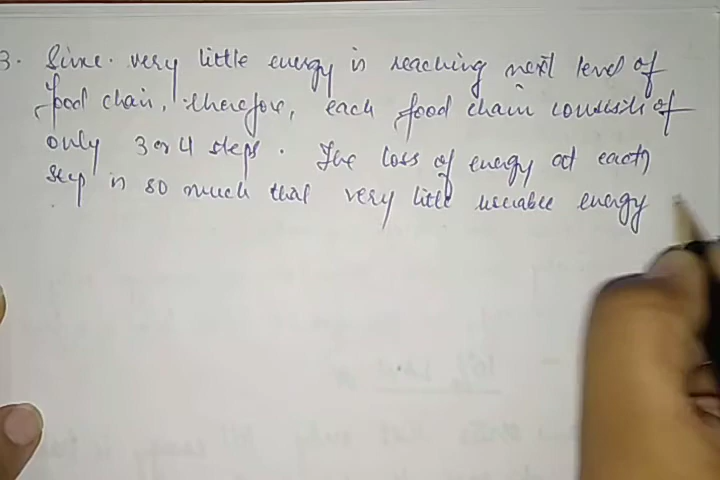 3. Since very little energy is reaching next level of
food chain, therefore, each food chain consists of
only 3 or 4 steps. The loss of energy at each
step is so much that very little useable energy